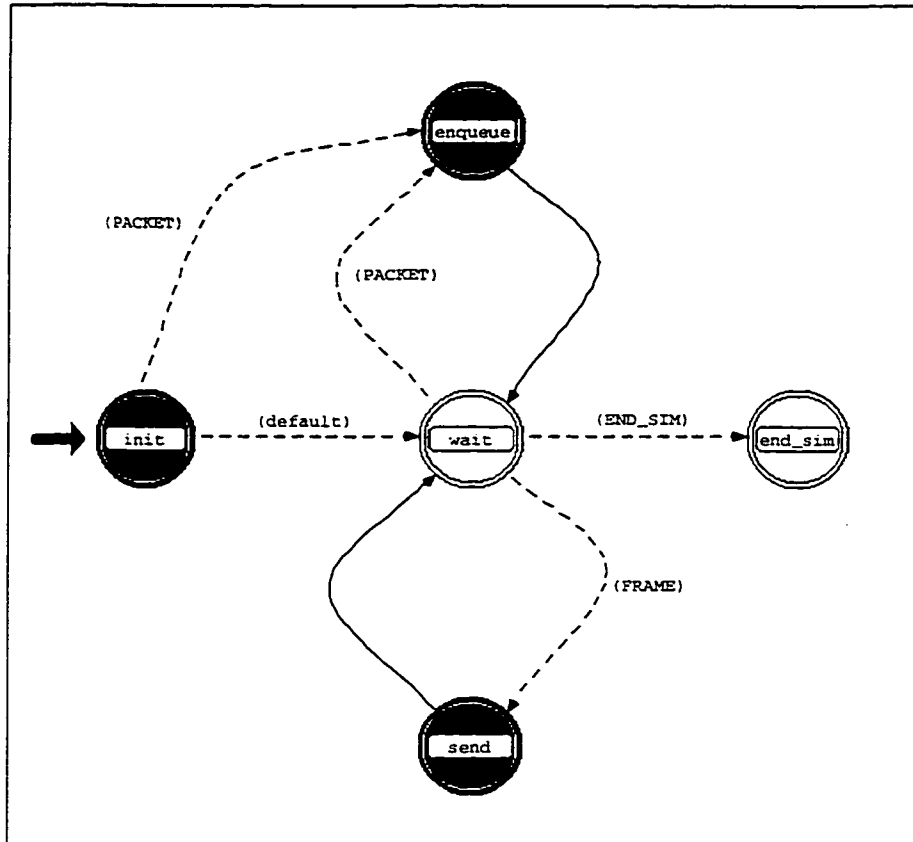 enqueue
(PACKET)
(PACKET)
init
(default)
wait
(END_SIM)
end_sim
(FRAME)
send